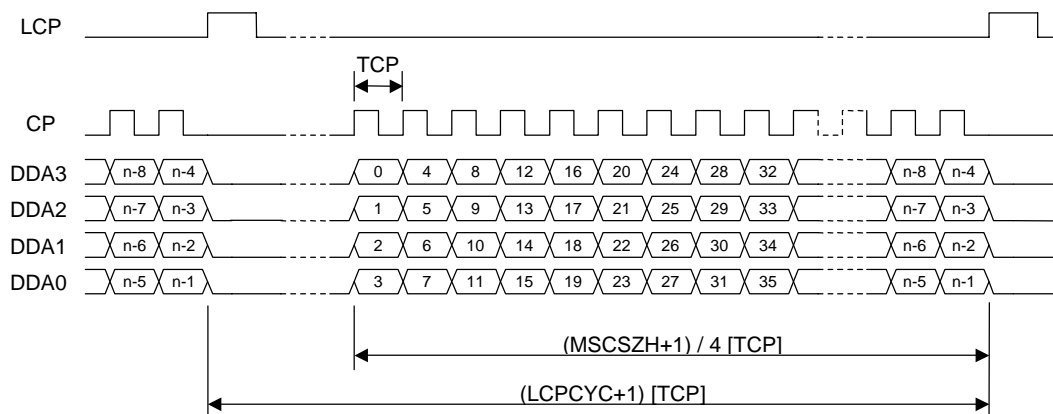 LCP
TCP
CP
DDA3 n-8 n-4 0 4 8 12 16 20 24 28 32 n-8 n-4
DDA2 n-7 n-3 1 5 9 13 17 21 25 29 33 n-7 n-3
DDA1 n-6 n-2 2 6 10 14 18 22 26 30 34 n-6 n-2
DDA0 n-5 n-1 3 7 11 15 19 23 27 31 35 n-5 n-1
(MSCSZH+1) / 4 [TCP]
(LCPCYC+1) [TCP]